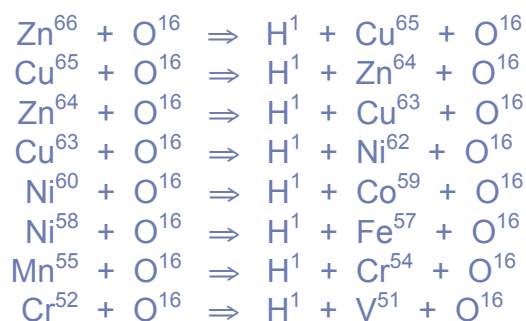 Zn⁶⁶ + O¹⁶ ⇒ H¹ + Cu⁶⁵ + O¹⁶
Cu⁶⁵ + O¹⁶ ⇒ H¹ + Zn⁶⁴ + O¹⁶
Zn⁶⁴ + O¹⁶ ⇒ H¹ + Cu⁶³ + O¹⁶
Cu⁶³ + O¹⁶ ⇒ H¹ + Ni⁶² + O¹⁶
Ni⁶⁰ + O¹⁶ ⇒ H¹ + Co⁵⁹ + O¹⁶
Ni⁵⁸ + O¹⁶ ⇒ H¹ + Fe⁵⁷ + O¹⁶
Mn⁵⁵ + O¹⁶ ⇒ H¹ + Cr⁵⁴ + O¹⁶
Cr⁵² + O¹⁶ ⇒ H¹ + V⁵¹ + O¹⁶